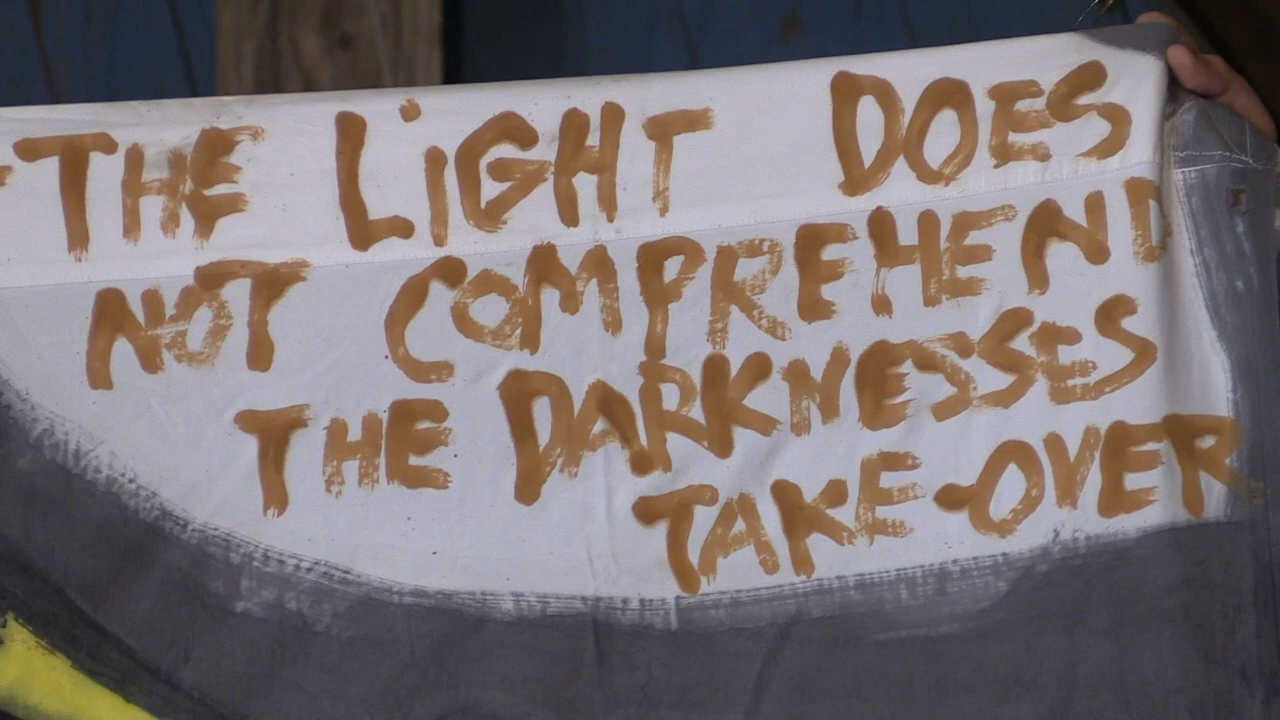 THE LiGHT DOES
NOT COMPREHEND
THE DARKNESSES
TAKE-OVER